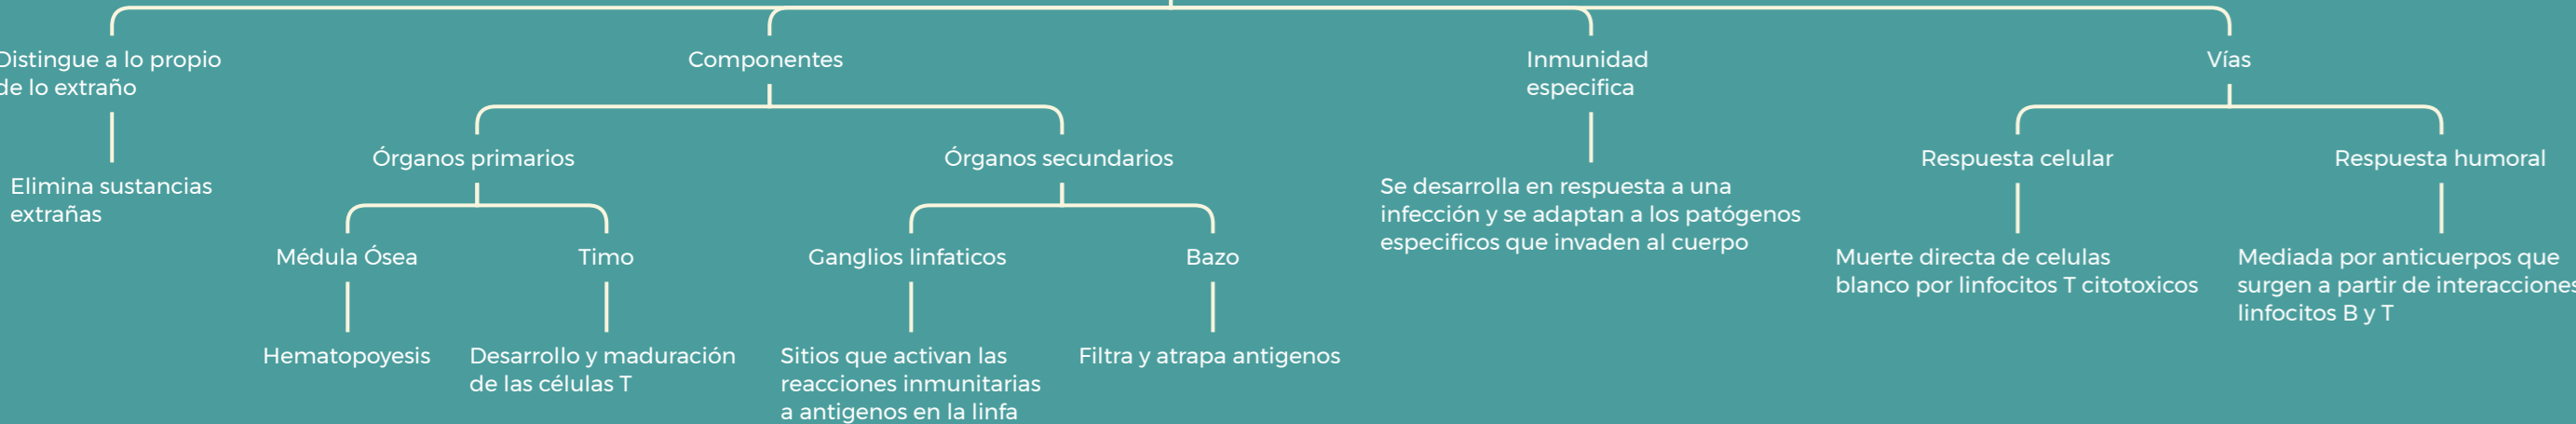 Distingue a lo propio
de lo extraño
Componentes
Inmunidad
especifica
Vías
Elimina sustancias
extrañas
Órganos primarios
Órganos secundarios
Se desarrolla en respuesta a una
infección y se adaptan a los patógenos
especificos que invaden al cuerpo
Respuesta celular
Respuesta humoral
Médula Ósea
Timo
Ganglios linfaticos
Bazo
Muerte directa de celulas
blanco por linfocitos T citotoxicos
Mediada por anticuerpos que
surgen a partir de interacciones
linfocitos B y T
Hematopoyesis
Desarrollo y maduración
de las células T
Sitios que activan las
reacciones inmunitarias
a antigenos en la linfa
Filtra y atrapa antigenos